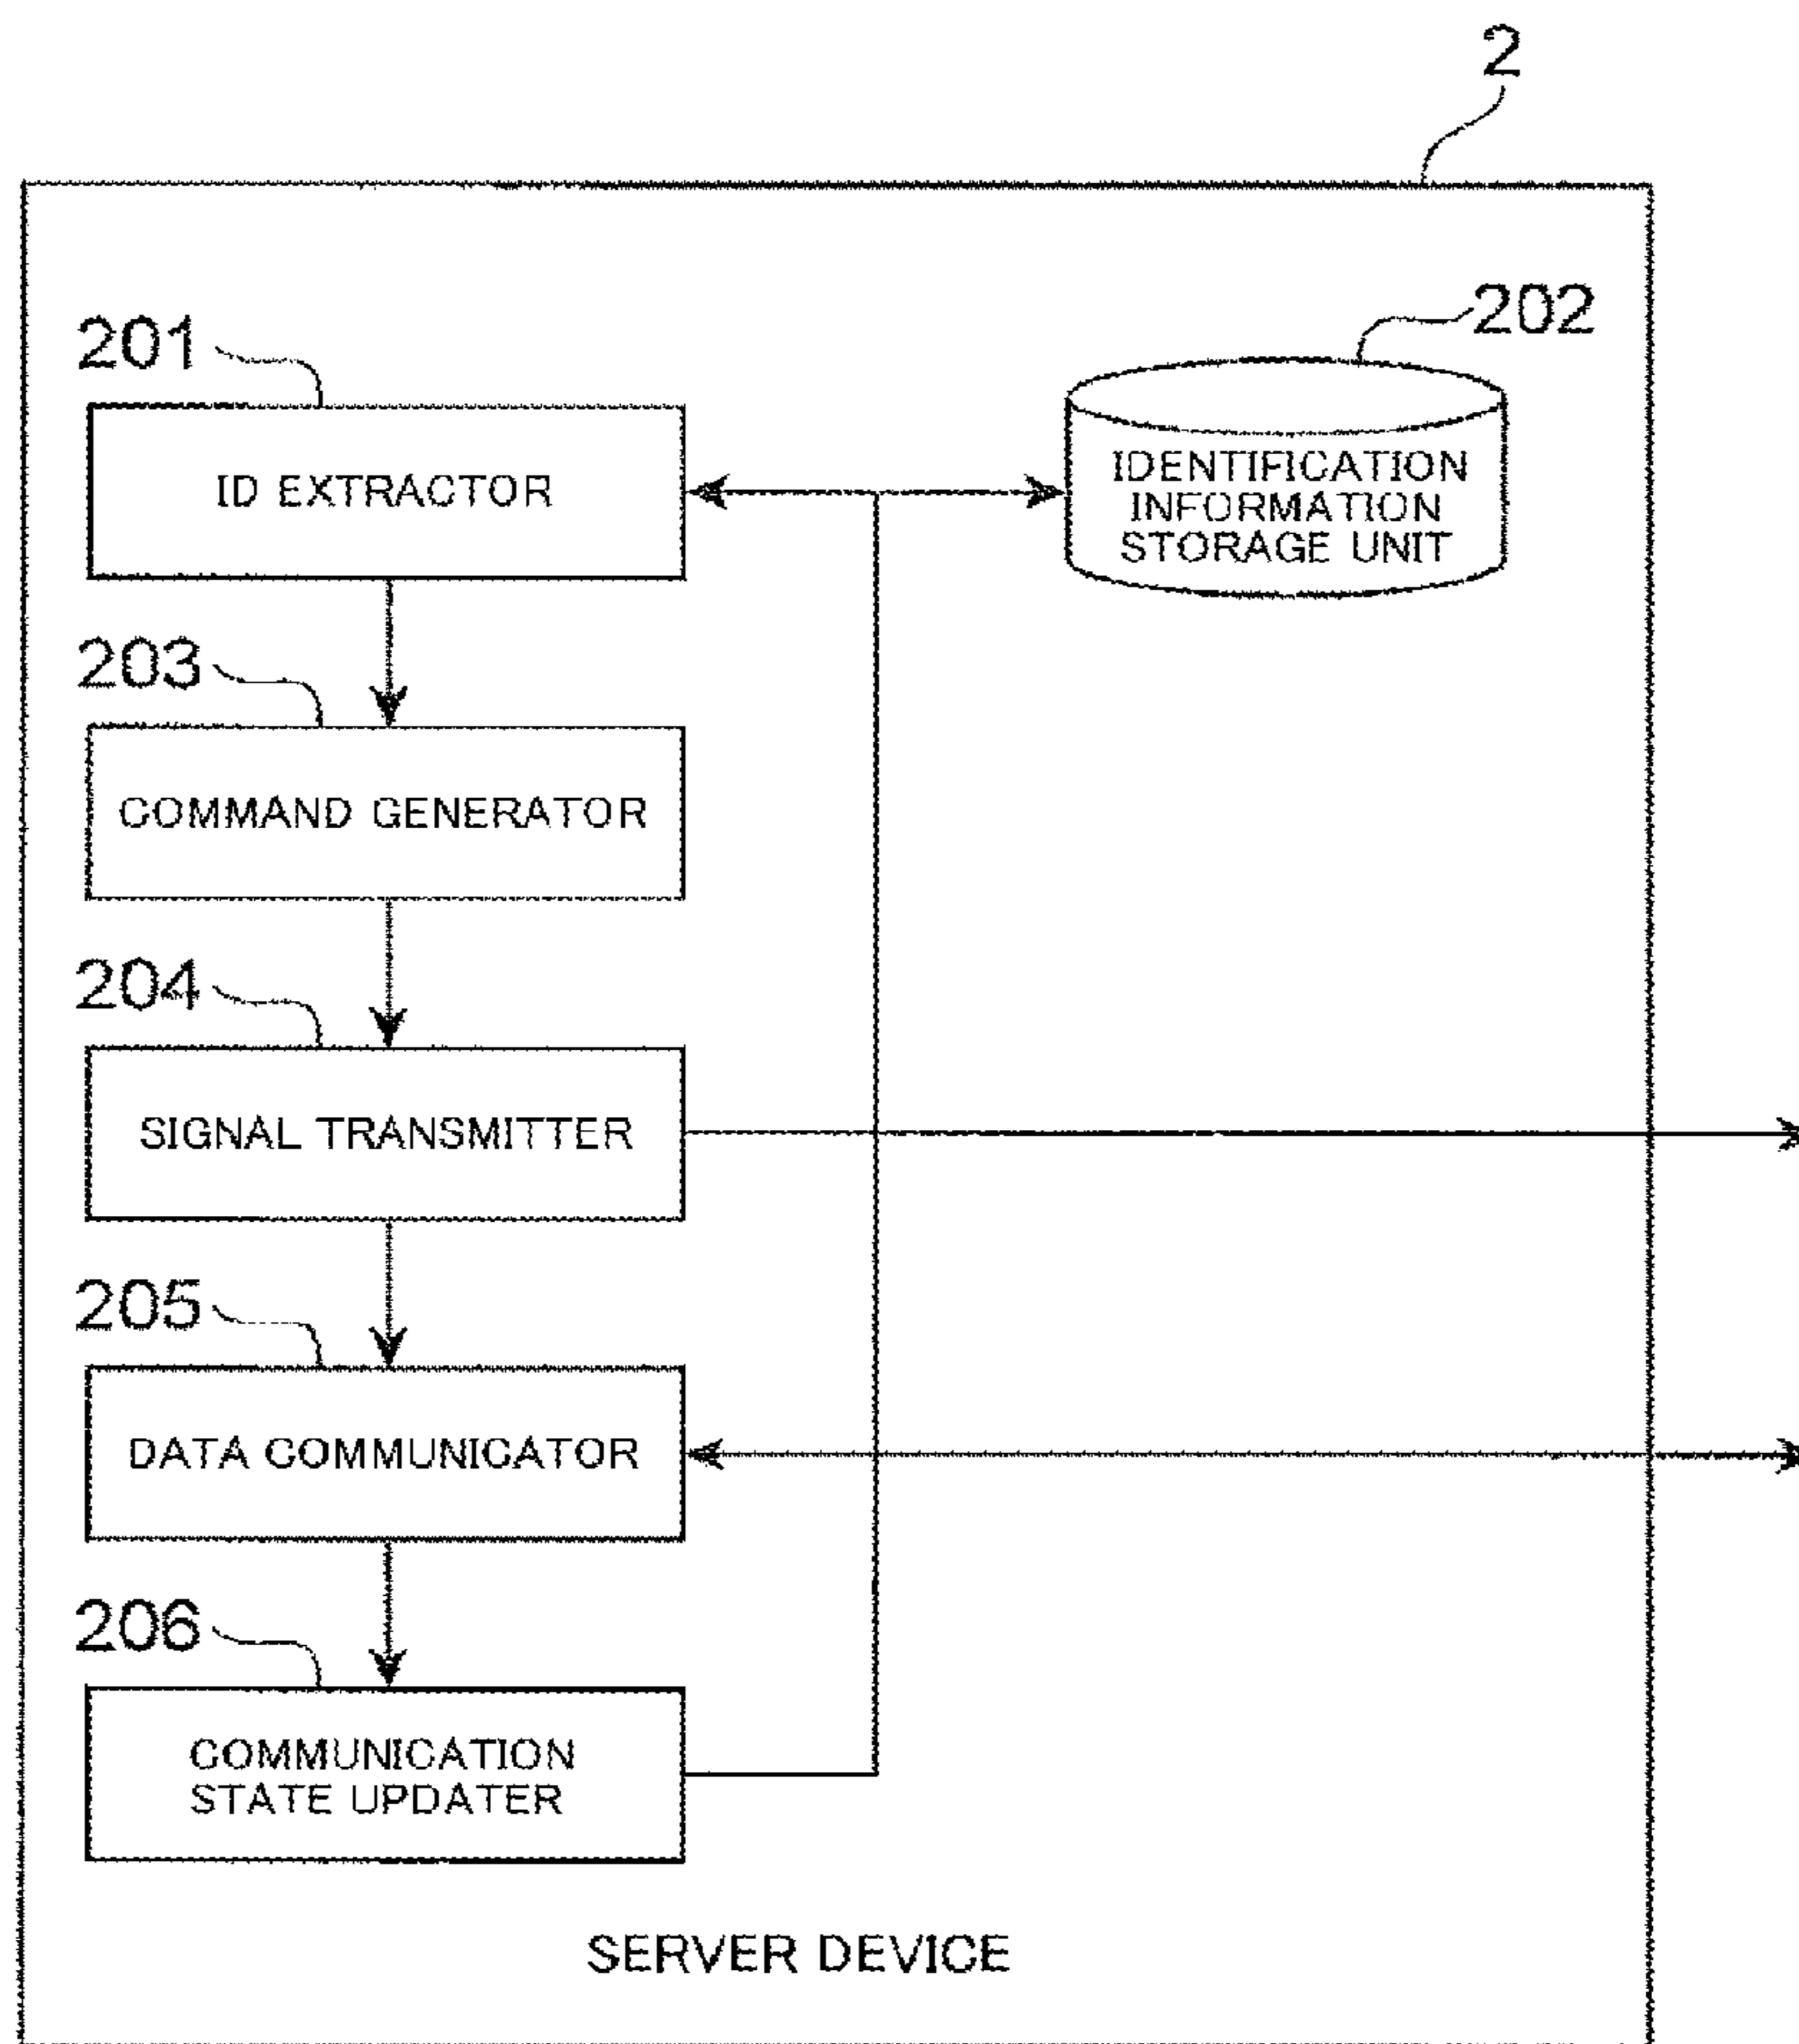 2
201
202
ID EXTRACTOR
IDENTIFICATION
INFORMATION
STORAGE UNIT
203
COMMAND GENERATOR
204
SIGNAL TRANSMITTER
205
DATA COMMUNICATOR
206
COMMUNICATION
STATE UPDATER
SERVER DEVICE